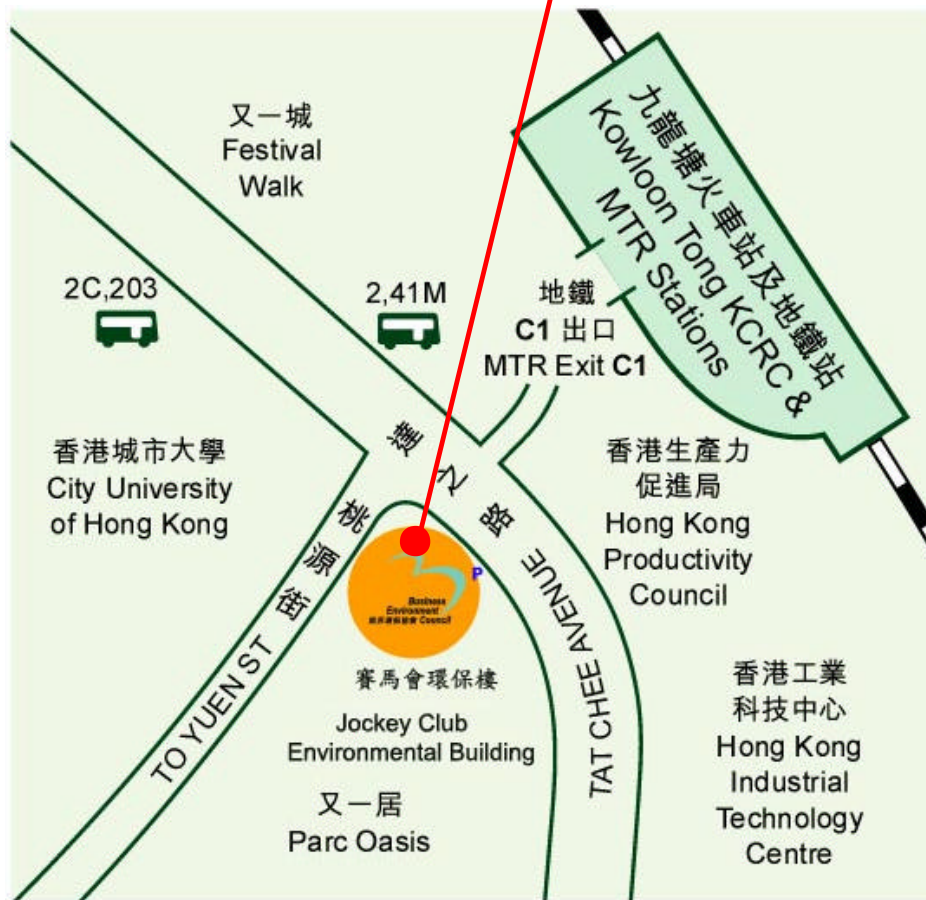 九龍塘火車站及地鐵站
Kowloon Tong KCRC &
MTR Stations
又一城
Festival
Walk
2C,203
2,41M
地鐵
C1 出口
MTR Exit C1
達之路
TAT CHEE AVENUE
香港城市大學
City University
of Hong Kong
香港生產力
促進局
Hong Kong
Productivity
Council
桃源街
TO YUEN ST
P
Business
Environment
Council
賽馬會環保樓
Jockey Club
Environmental Building
又一居
Parc Oasis
香港工業
科技中心
Hong Kong
Industrial
Technology
Centre